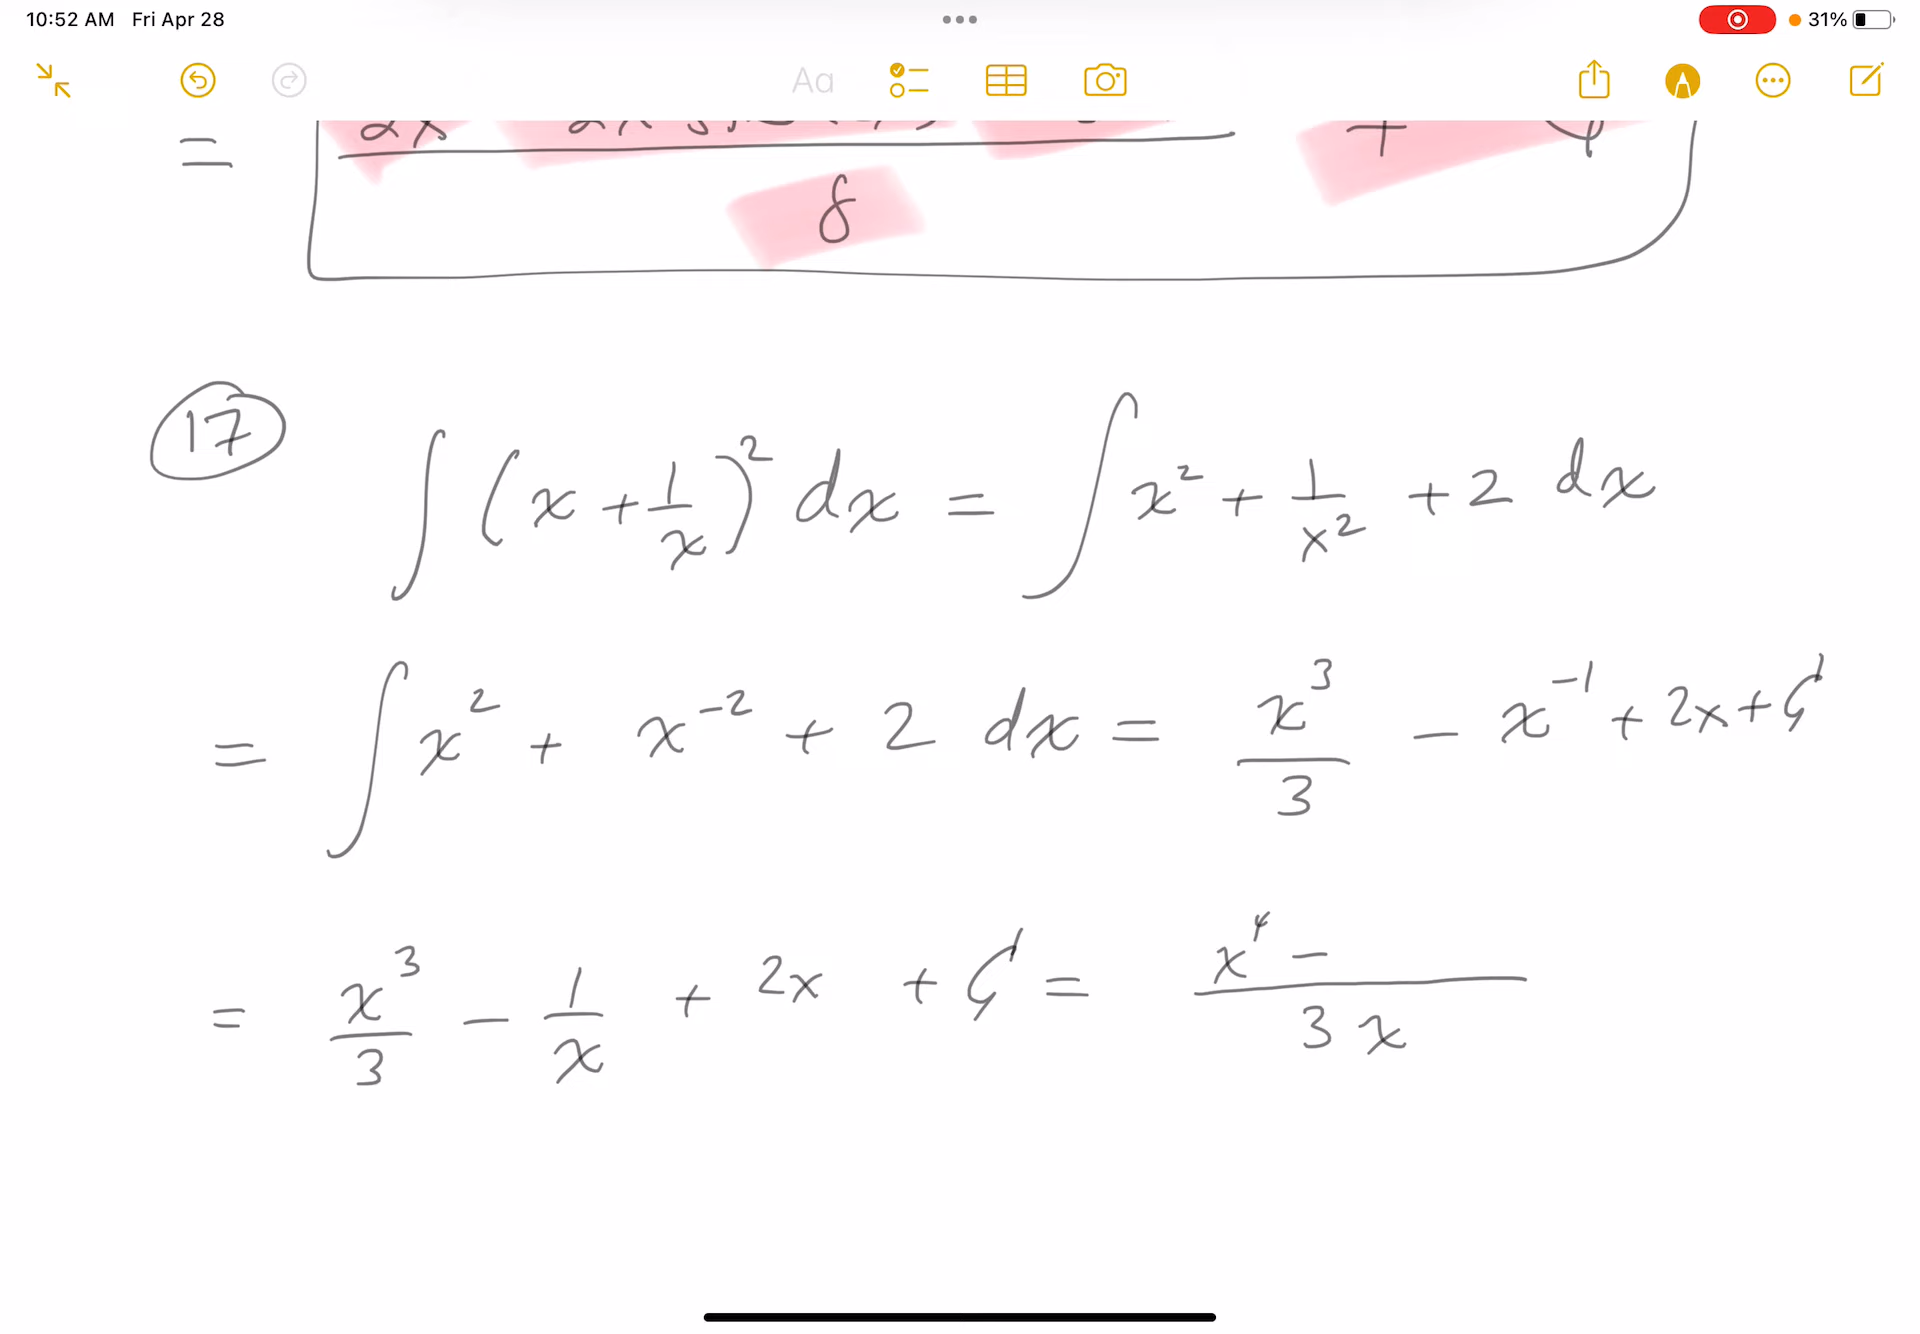 10:52 AM Fri Apr 28 31%
Aa
=
8
17 ∫ (x + 1/x)² dx = ∫ x² + 1/x² + 2 dx
= ∫ x² + x⁻² + 2 dx = x³/3 − x⁻¹ + 2x + C
= x³/3 − 1/x + 2x + C = x⁴ − / 3x